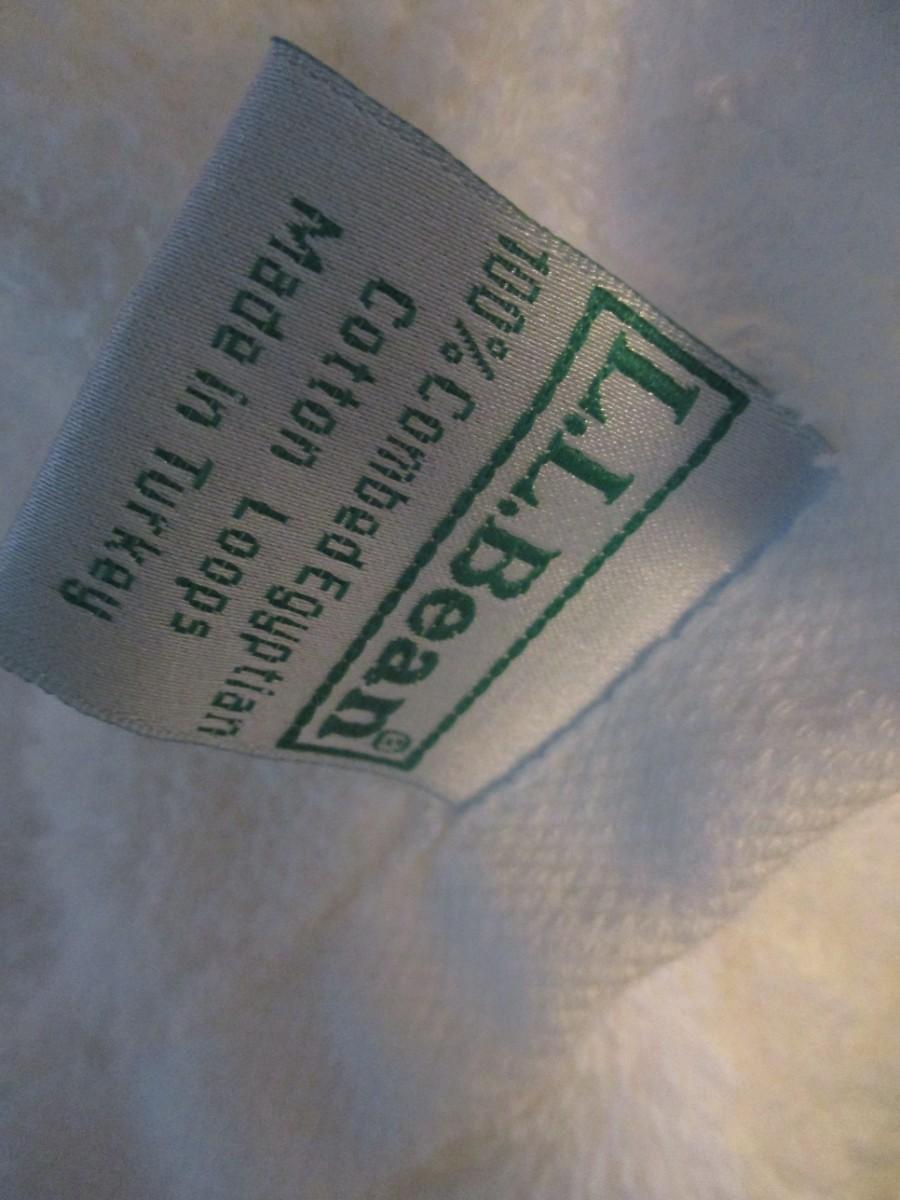 L.L.Bean®
100% Combed Egyptian
Cotton Loops
Made in Turkey